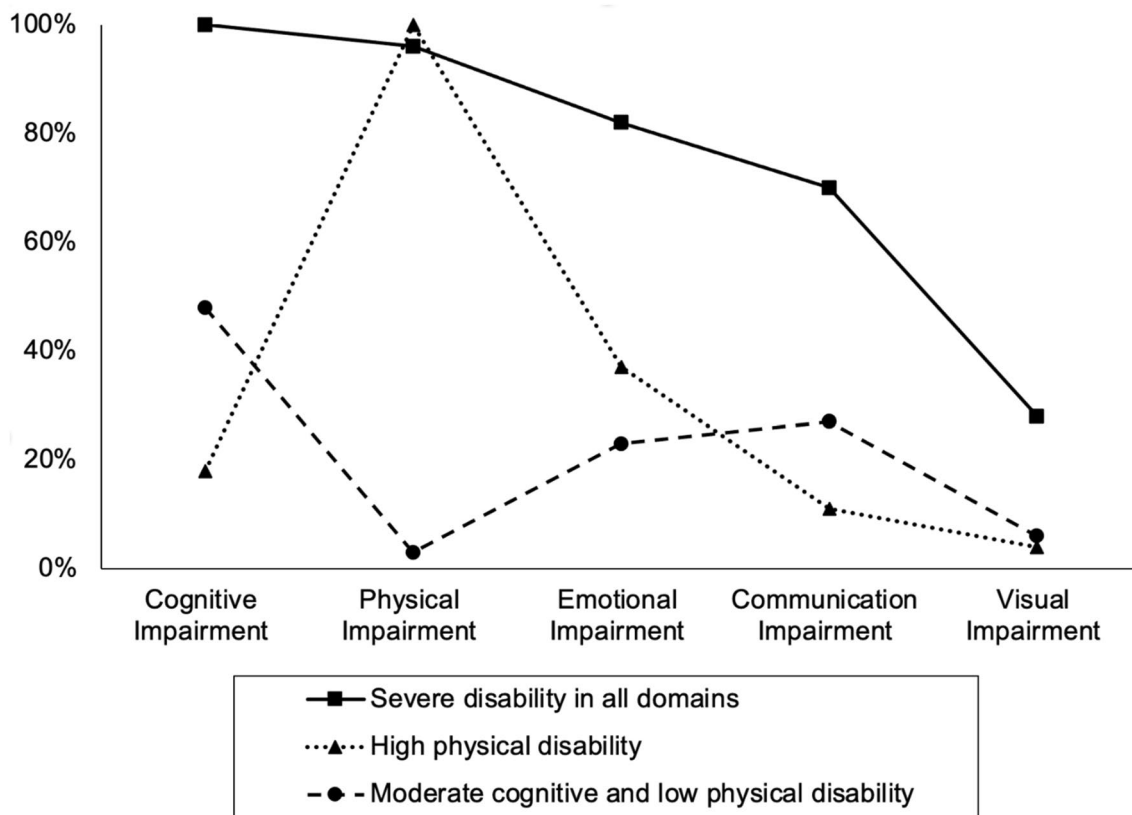 100%
80%
60%
40%
20%
0%
Cognitive Impairment
Physical Impairment
Emotional Impairment
Communication Impairment
Visual Impairment
Severe disability in all domains
High physical disability
Moderate cognitive and low physical disability